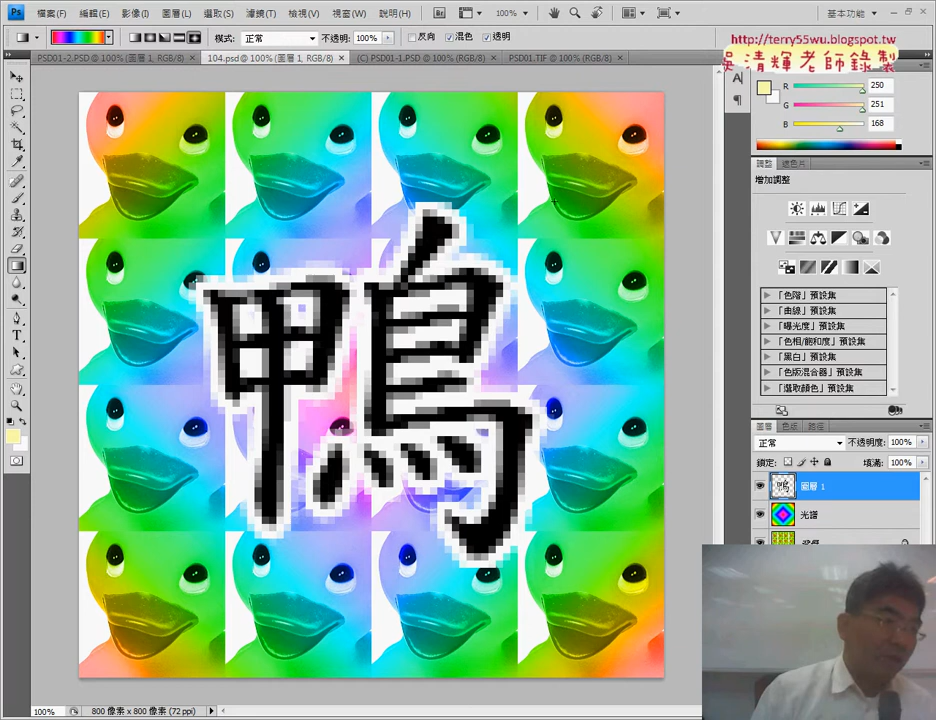 Ps 檔案(F) 編輯(E) 影像(I) 圖層(L) 選取(S) 濾鏡(T) 檢視(V) 視窗(W) 說明(H) Br 100% 基本功能
模式: 正常 不透明: 100% 反向 混色 透明
http://terry55wu.blogspot.tw
吳清輝老師錄製
PSD01-2.PSD @ 100% (圖層 1, RGB/8) 104.psd @ 100% (圖層 1, RGB/8) (C) PS01-1.PSD @ 100% (RGB/8) PSD01.TIF @ 100% (RGB/8)
R 250
G 251
B 168
調整 遮色片
增加調整
「色階」預設集
「曲線」預設集
「曝光度」預設集
「色相/飽和度」預設集
「黑白」預設集
「色版混合器」預設集
「選取顏色」預設集
圖層 色版 路徑
正常 不透明度: 100%
鎖定: 填滿: 100%
圖層 1
光譜
鴨
100% 800 像素 x 800 像素 (72 ppi)